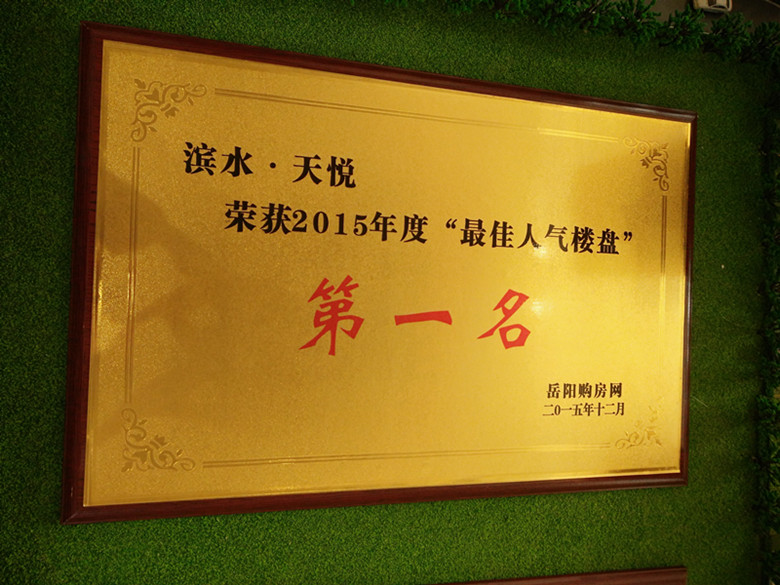 滨水·天悦
荣获2015年度“最佳人气楼盘”
第一名
岳阳购房网
二0一五年十二月